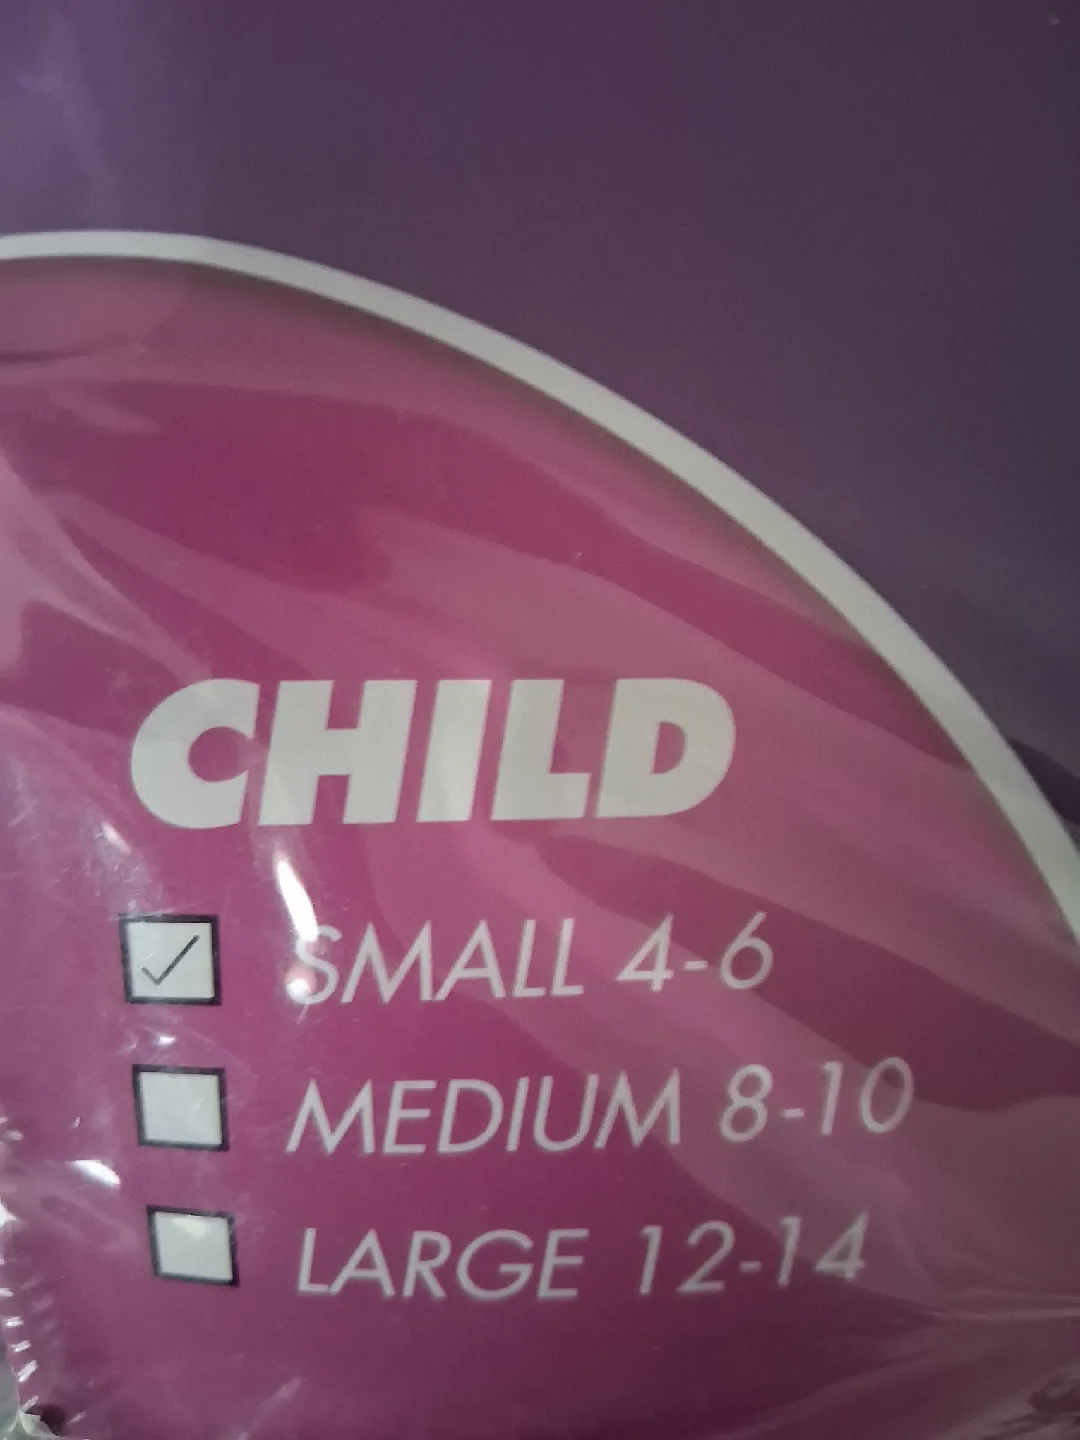 CHILD
SMALL 4-6
MEDIUM 8-10
LARGE 12-14